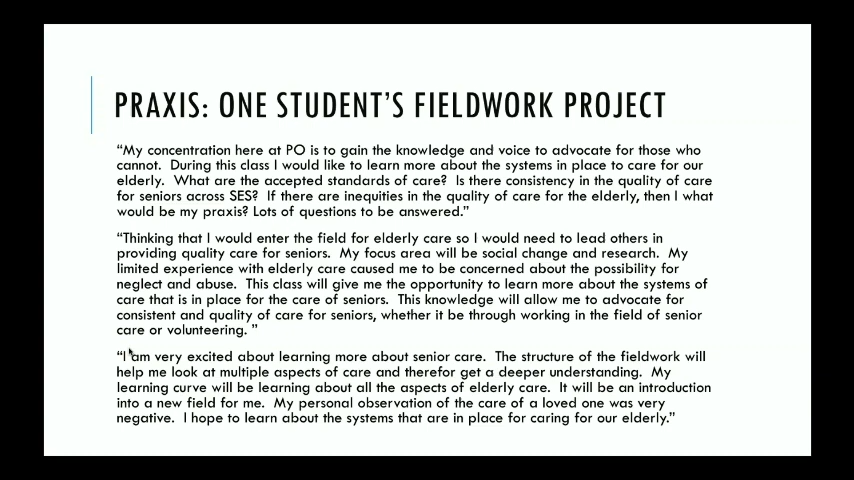 PRAXIS: ONE STUDENT'S FIELDWORK PROJECT
“My concentration here at PO is to gain the knowledge and voice to advocate for those who
cannot.  During this class I would like to learn more about the systems in place to care for our
elderly.  What are the accepted standards of care?  Is there consistency in the quality of care
for seniors across SES?  If there are inequities in the quality of care for the elderly, then I what
would be my praxis? Lots of questions to be answered.”
“Thinking that I would enter the field for elderly care so I would need to lead others in
providing quality care for seniors.  My focus area will be social change and research.  My
limited experience with elderly care caused me to be concerned about the possibility for
neglect and abuse.  This class will give me the opportunity to learn more about the systems of
care that is in place for the care of seniors.  This knowledge will allow me to advocate for
consistent and quality of care for seniors, whether it be through working in the field of senior
care or volunteering. ”
“I am very excited about learning more about senior care.  The structure of the fieldwork will
help me look at multiple aspects of care and therefor get a deeper understanding.  My
learning curve will be learning about all the aspects of elderly care.  It will be an introduction
into a new field for me.  My personal observation of the care of a loved one was very
negative.  I hope to learn about the systems that are in place for caring for our elderly.”